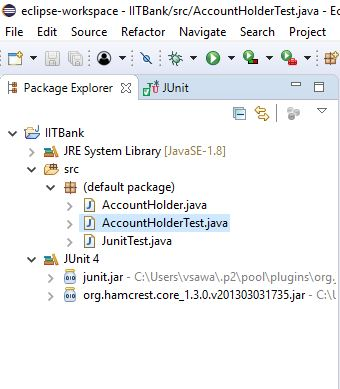 eclipse-workspace - IITBank/src/AccountHolderTest.java - Ec
File Edit Source Refactor Navigate Search Project
Package Explorer JUnit
IITBank
JRE System Library [JavaSE-1.8]
src
(default package)
AccountHolder.java
AccountHolderTest.java
JunitTest.java
JUnit 4
junit.jar - C:\Users\vsawa\.p2\pool\plugins\org.
org.hamcrest.core_1.3.0.v201303031735.jar - C:\U